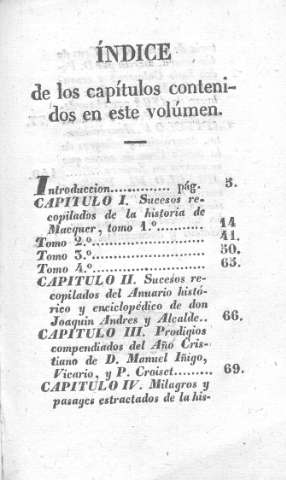 ÍNDICE
de los capítulos conteni-
dos en este volúmen.
Introduccion.............. pág. 5.
CAPITULO I. Sucesos re-
copilados de la historia de
Macquer, tomo 1.º.......... 14
Tomo 2.º........................ 41.
Tomo 3.º........................ 50.
Tomo 4.º........................ 65.
CAPITULO II. Sucesos re-
copilados del Anuario histó-
rico y enciclopédico de don
Joaquin Andres y Alcalde.. 66.
CAPITULO III. Prodigios
compendiados del Año Cris-
tiano de D. Manuel Iñigo,
Vicario, y P. Croiset......... 69.
CAPITULO IV. Milagros y
pasages estractados de la his-